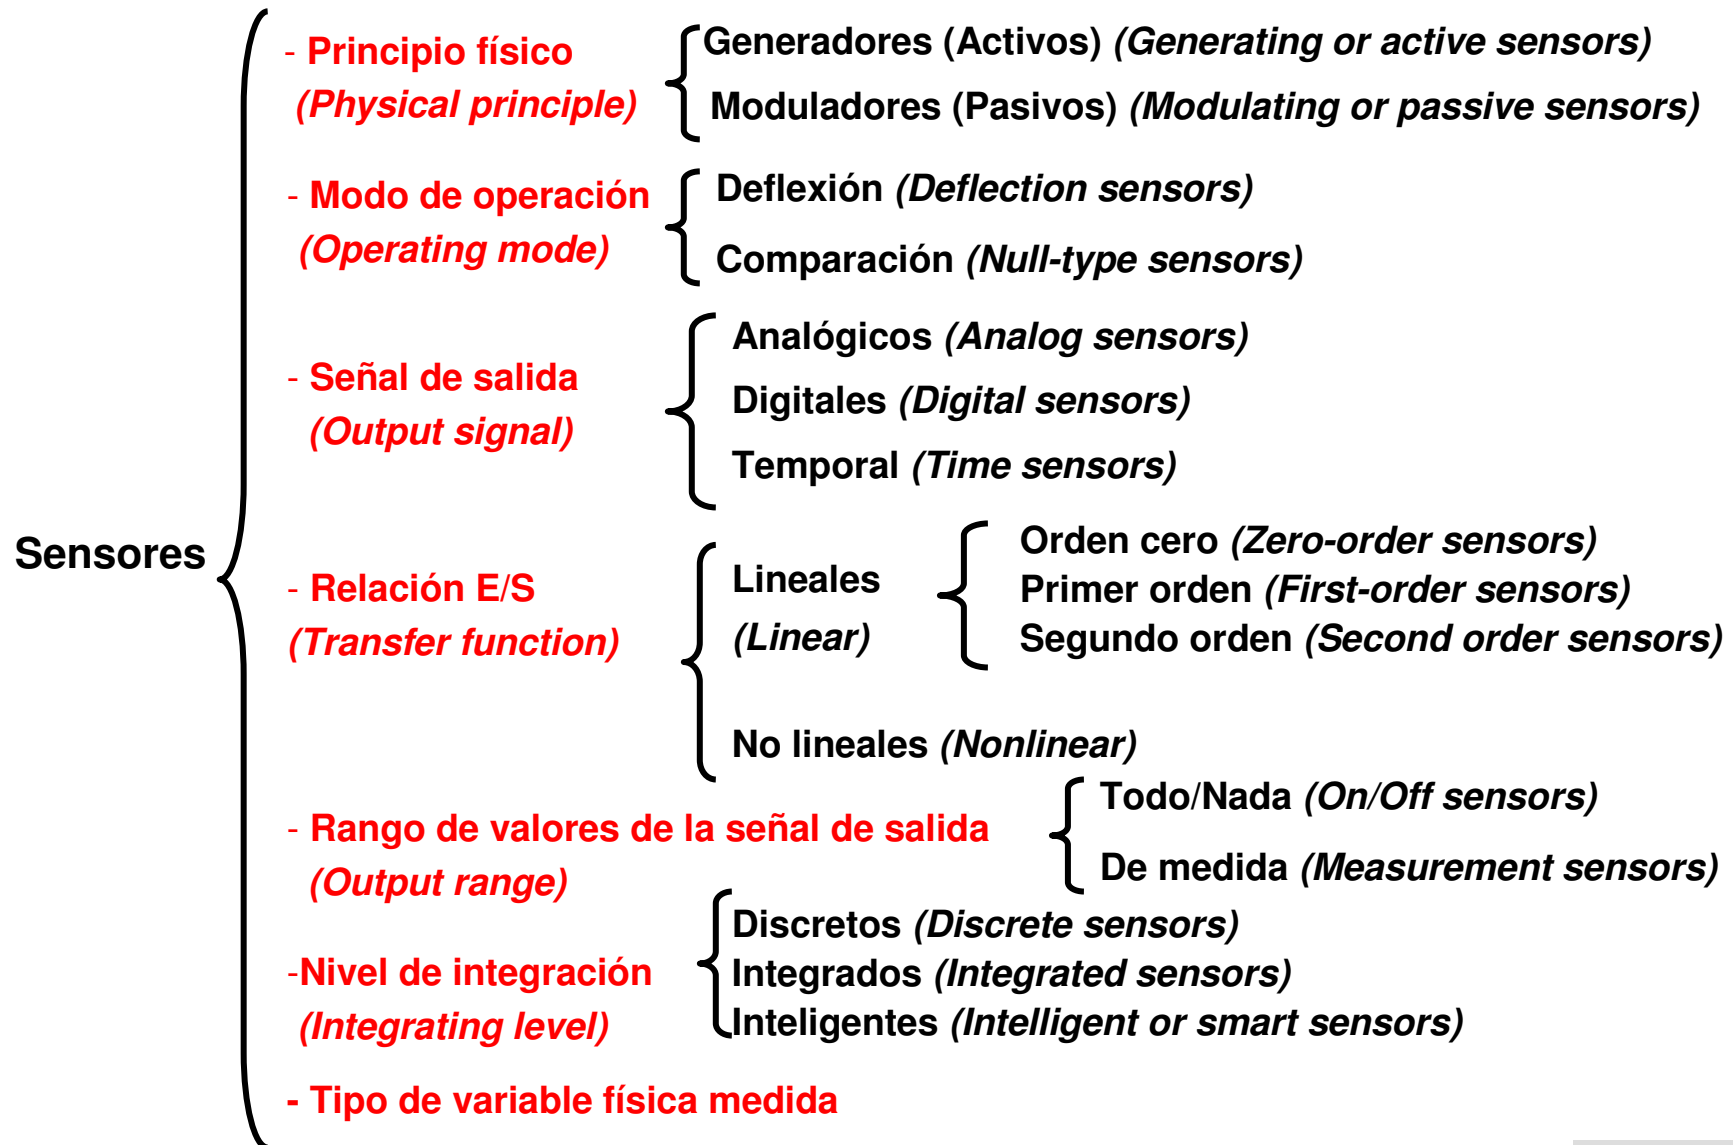 - Principio físico
(Physical principle)
Generadores (Activos) (Generating or active sensors)
Moduladores (Pasivos) (Modulating or passive sensors)
- Modo de operación
(Operating mode)
Deflexión (Deflection sensors)
Comparación (Null-type sensors)
- Señal de salida
(Output signal)
Analógicos (Analog sensors)
Digitales (Digital sensors)
Temporal (Time sensors)
Sensores
- Relación E/S
(Transfer function)
Lineales
(Linear)
Orden cero (Zero-order sensors)
Primer orden (First-order sensors)
Segundo orden (Second order sensors)
No lineales (Nonlinear)
- Rango de valores de la señal de salida
(Output range)
Todo/Nada (On/Off sensors)
De medida (Measurement sensors)
-Nivel de integración
(Integrating level)
Discretos (Discrete sensors)
Integrados (Integrated sensors)
Inteligentes (Intelligent or smart sensors)
- Tipo de variable física medida